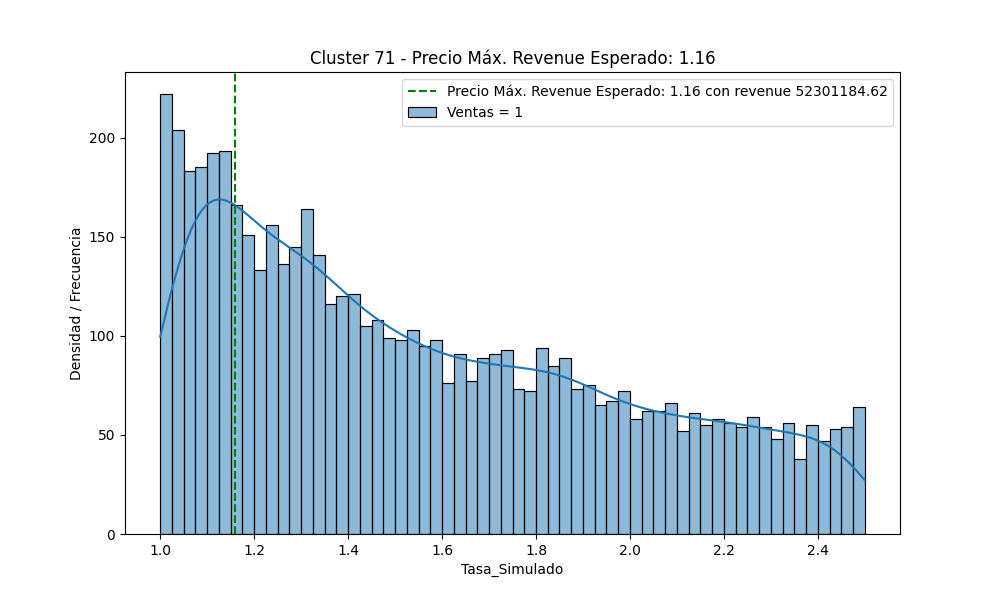 Cluster 71 - Precio Máx. Revenue Esperado: 1.16
Precio Máx. Revenue Esperado: 1.16 con revenue 52301184.62
Ventas = 1
Densidad / Frecuencia
200
150
100
50
0
1.0 1.2 1.4 1.6 1.8 2.0 2.2 2.4
Tasa_Simulado